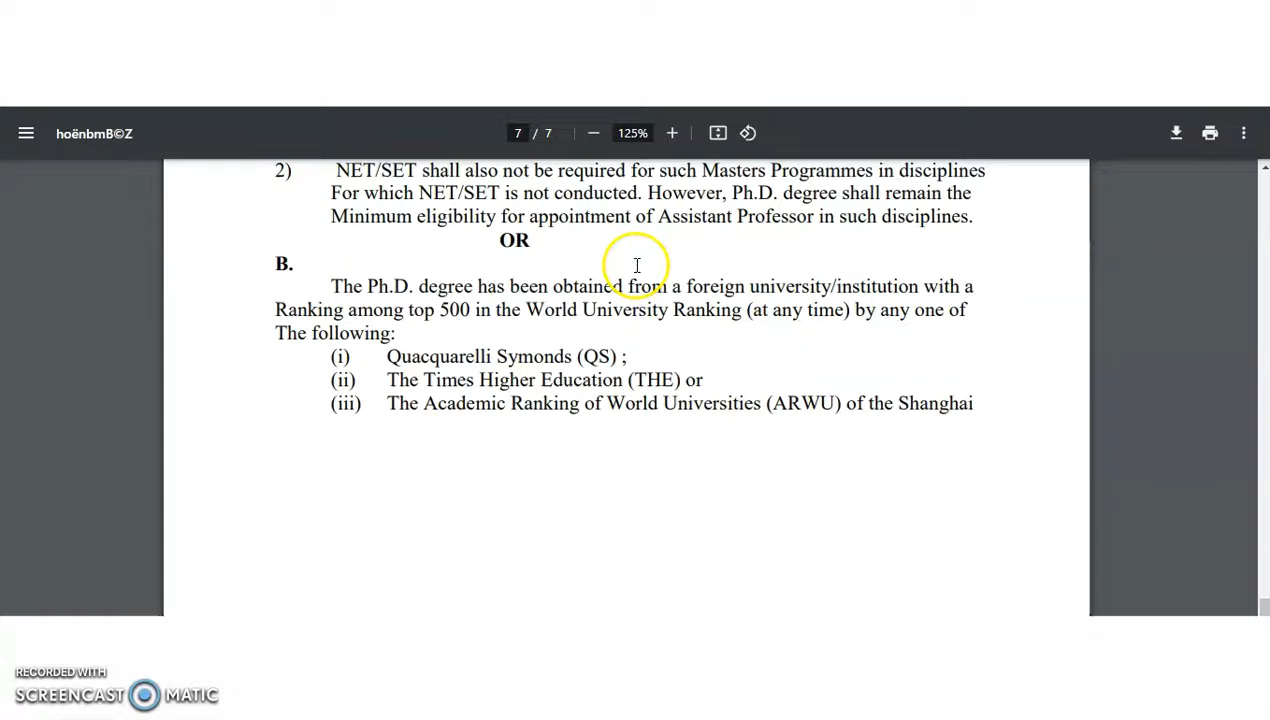 hoënbmB©Z
7 / 7
125%
2) NET/SET shall also not be required for such Masters Programmes in disciplines
For which NET/SET is not conducted. However, Ph.D. degree shall remain the
Minimum eligibility for appointment of Assistant Professor in such disciplines.
OR
B.
The Ph.D. degree has been obtained from a foreign university/institution with a
Ranking among top 500 in the World University Ranking (at any time) by any one of
The following:
(i) Quacquarelli Symonds (QS) ;
(ii) The Times Higher Education (THE) or
(iii) The Academic Ranking of World Universities (ARWU) of the Shanghai
RECORDED WITH
SCREENCAST MATIC